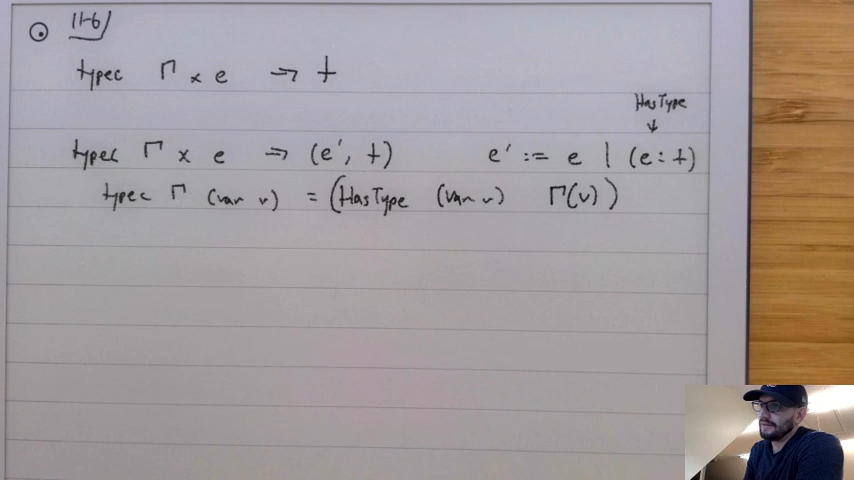 11-6
typec Γ × e → t
HasType
↓
typec Γ × e → (e', t) e' := e | (e : t)
typec Γ (var v) = (HasType (var v) Γ(v))